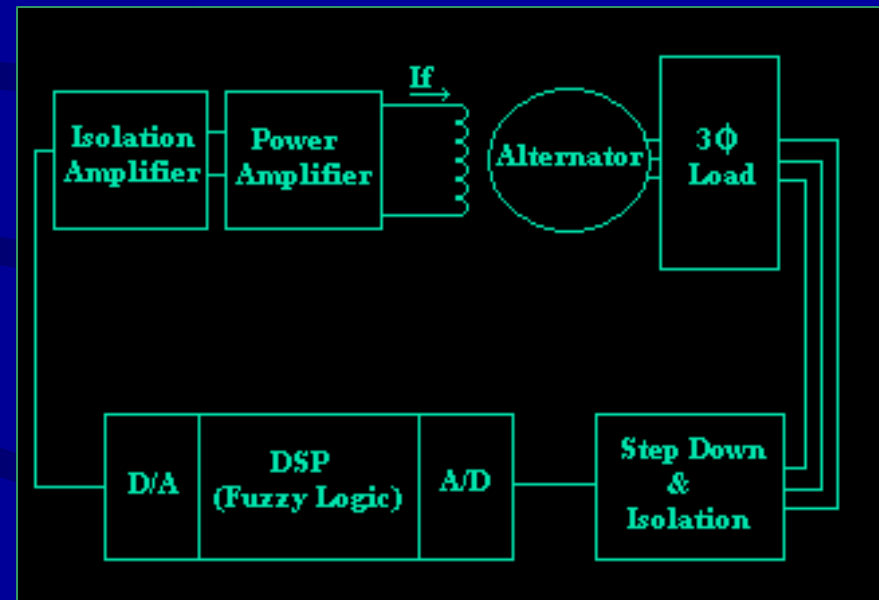 If
Isolation
Amplifier
Power
Amplifier
Alternator
3Φ
Load
D/A
DSP
(Fuzzy Logic)
A/D
Step Down
&
Isolation